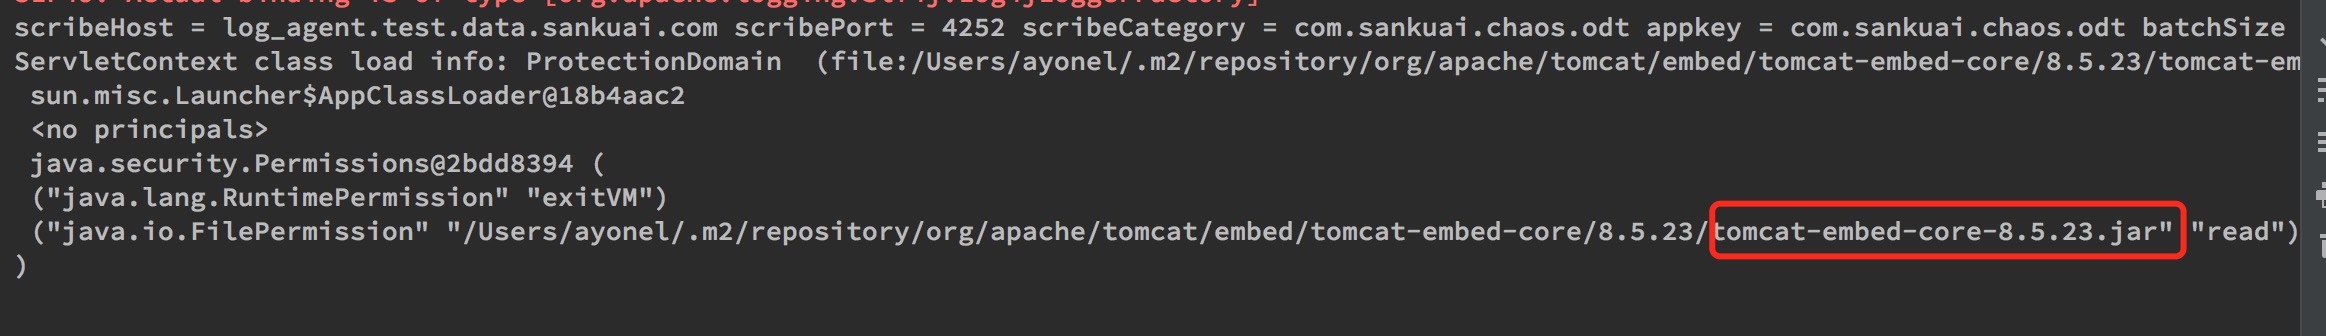 scribeHost = log_agent.test.data.sankuai.com scribePort = 4252 scribeCategory = com.sankuai.chaos.odt appkey = com.sankuai.chaos.odt batchSize
ServletContext class load info: ProtectionDomain  (file:/Users/ayonel/.m2/repository/org/apache/tomcat/embed/tomcat-embed-core/8.5.23/tomcat-em
sun.misc.Launcher$AppClassLoader@18b4aac2
<no principals>
java.security.Permissions@2bdd8394 (
("java.lang.RuntimePermission" "exitVM")
("java.io.FilePermission" "/Users/ayonel/.m2/repository/org/apache/tomcat/embed/tomcat-embed-core/8.5.23/tomcat-embed-core-8.5.23.jar" "read")
)